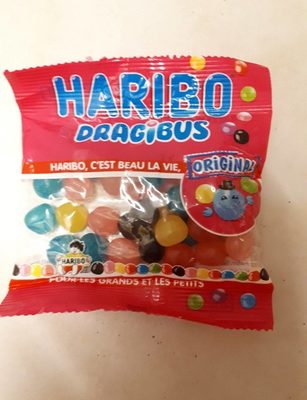 HARIBO
DRAGIBUS
HARIBO, C'EST BEAU LA VIE,
ORIGINAL
HARIBO
POUR LES GRANDS ET LES PETITS